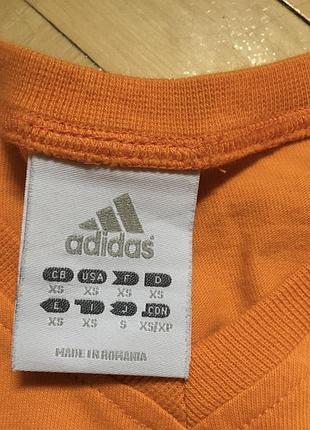 adidas
GB USA F D
XS XS XS XS
E I J CDN
XS XS S XS/XP
MADE IN ROMANIA